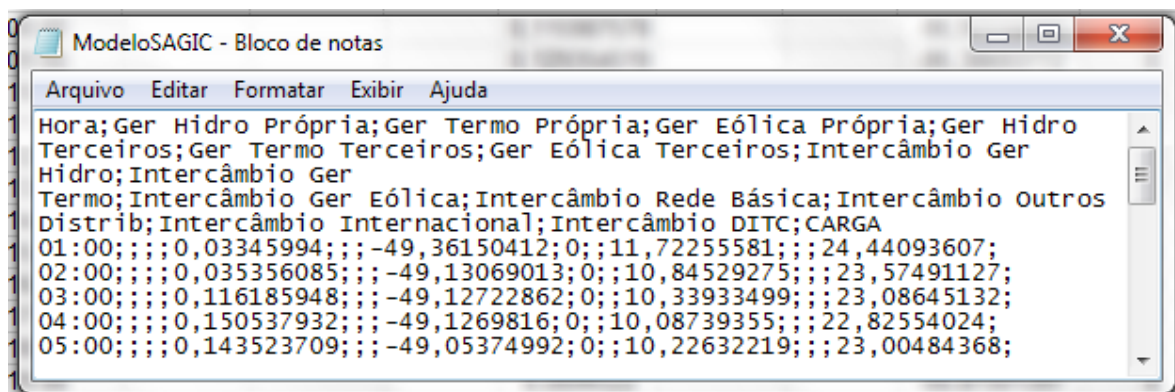 ModeloSAGIC - Bloco de notas
Arquivo Editar Formatar Exibir Ajuda
Hora;Ger Hidro Própria;Ger Termo Própria;Ger Eólica Própria;Ger Hidro
Terceiros;Ger Termo Terceiros;Ger Eólica Terceiros;Intercâmbio Ger
Hidro;Intercâmbio Ger
Termo;Intercâmbio Ger Eólica;Intercâmbio Rede Básica;Intercâmbio Outros
Distrib;Intercâmbio Internacional;Intercâmbio DITC;CARGA
01:00;;;;0,03345994;;;-49,36150412;0;;11,72255581;;;24,44093607;
02:00;;;;0,035356085;;;-49,13069013;0;;10,84529275;;;23,57491127;
03:00;;;;0,116185948;;;-49,12722862;0;;10,33933499;;;23,08645132;
04:00;;;;0,150537932;;;-49,1269816;0;;10,08739355;;;22,82554024;
05:00;;;;0,143523709;;;-49,05374992;0;;10,22632219;;;23,00484368;